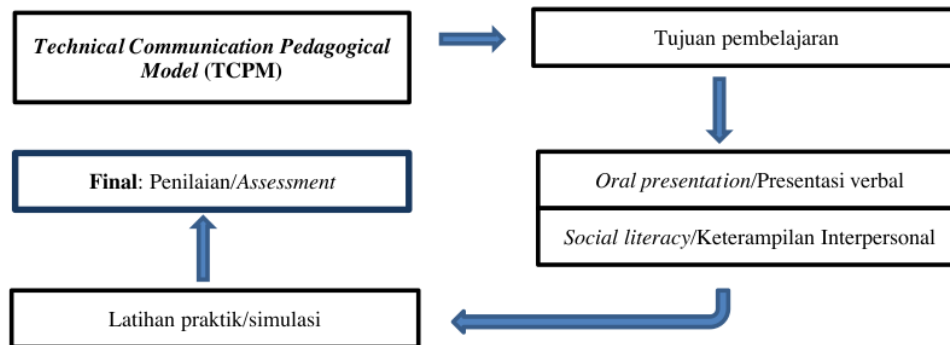 Technical Communication Pedagogical
Model (TCPM)
Tujuan pembelajaran
Oral presentation/Presentasi verbal
Social literacy/Keterampilan Interpersonal
Latihan praktik/simulasi
Final: Penilaian/Assessment